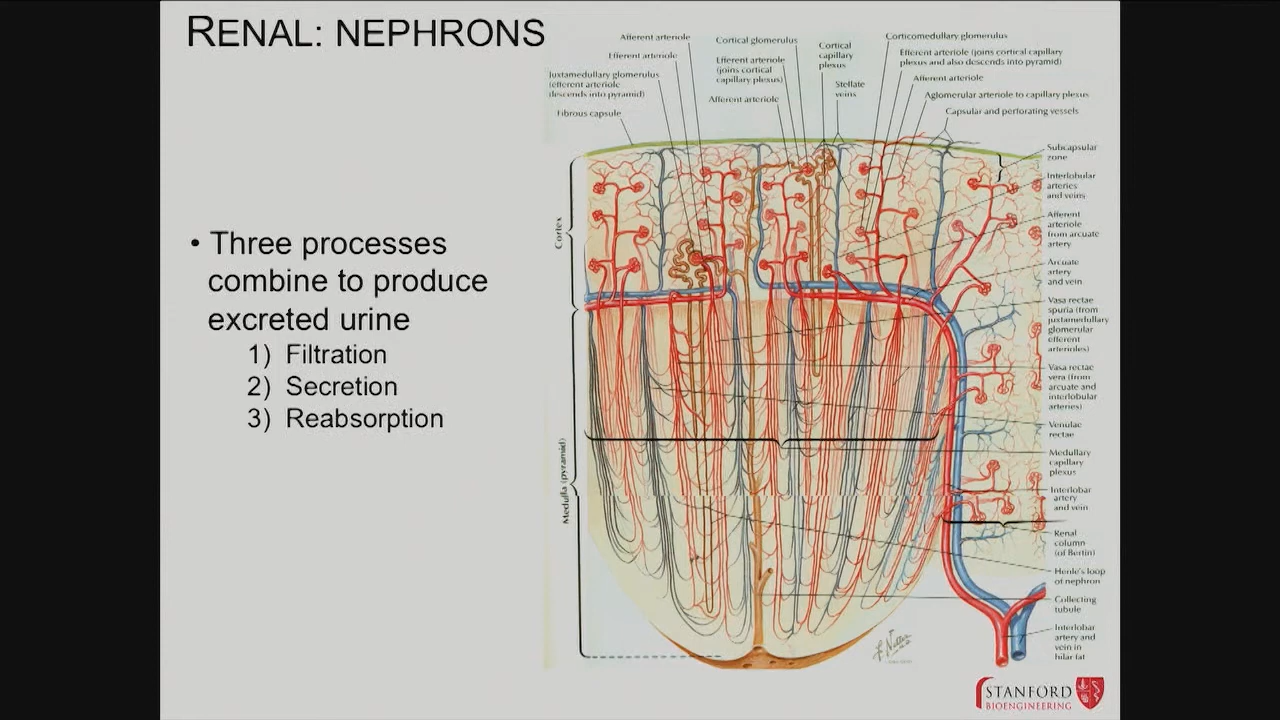 RENAL: NEPHRONS
• Three processes
combine to produce
excreted urine
1) Filtration
2) Secretion
3) Reabsorption
Afferent arteriole
Efferent arteriole
Juxtamedullary glomerulus
(efferent arteriole
descends into pyramid)
Fibrous capsule
Cortical glomerulus
Efferent arteriole
(joins cortical
capillary plexus)
Afferent arteriole
Cortical
capillary
plexus
Stellate
veins
Corticomedullary glomerulus
Efferent arteriole (joins cortical capillary
plexus and also descends into pyramid)
Afferent arteriole
Aglomerular arteriole to capillary plexus
Capsular and perforating vessels
Subcapsular
zone
Interlobular
arteries
and veins
Afferent
arteriole
from arcuate
artery
Arcuate
artery
and vein
Vasa rectae
spuria (from
juxtamedullary
glomerular
efferent
arterioles)
Vasa rectae
vera (from
arcuate and
interlobular
arteries)
Venulae
rectae
Medullary
capillary
plexus
Interlobar
artery
and vein
Renal
column
(of Bertin)
Henle's loop
of nephron
Collecting
tubule
Interlobar
artery and
vein in
hilar fat
Cortex
Medulla (pyramid)
F. Netter
STANFORD
BIOENGINEERING